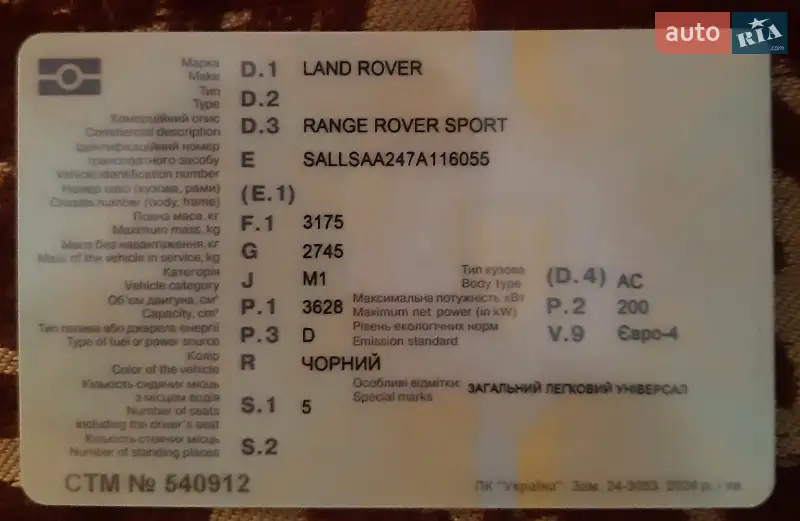 auto RIA .com
Марка D.1 LAND ROVER
Make
Тип D.2
Type
Комерційний опис D.3 RANGE ROVER SPORT
Commercial description
Ідентифікаційний номер
транспортного засобу E SALLSAA247A116055
Vehicle identification number
Номер шасі (кузова, рами) (E.1)
Chassis number (body, frame)
Повна маса, кг F.1 3175
Maximum mass, kg
Маса без навантаження, кг G 2745
Mass of the vehicle in service, kg
Категорія J M1 Тип кузова (D.4) AC
Vehicle category Body type
Об'єм двигуна, см³ P.1 3628 Максимальна потужність кВт P.2 200
Capacity, cm³ Maximum net power (in kW)
Тип палива або джерела енергії P.3 D Рівень екологічних норм V.9 Євро-4
Type of fuel or power source Emission standard
Колір R ЧОРНИЙ
Color of the vehicle
Кількість сидячих місць Особливі відмітки ЗАГАЛЬНИЙ ЛЕГКОВИЙ УНІВЕРСАЛ
з місцем водія S.1 5 Special marks
Number of seats
including the driver's seat
Кількість стоячих місць S.2
Number of standing places
СТМ № 540912 ПК "Україна". Зам. 24-3053.